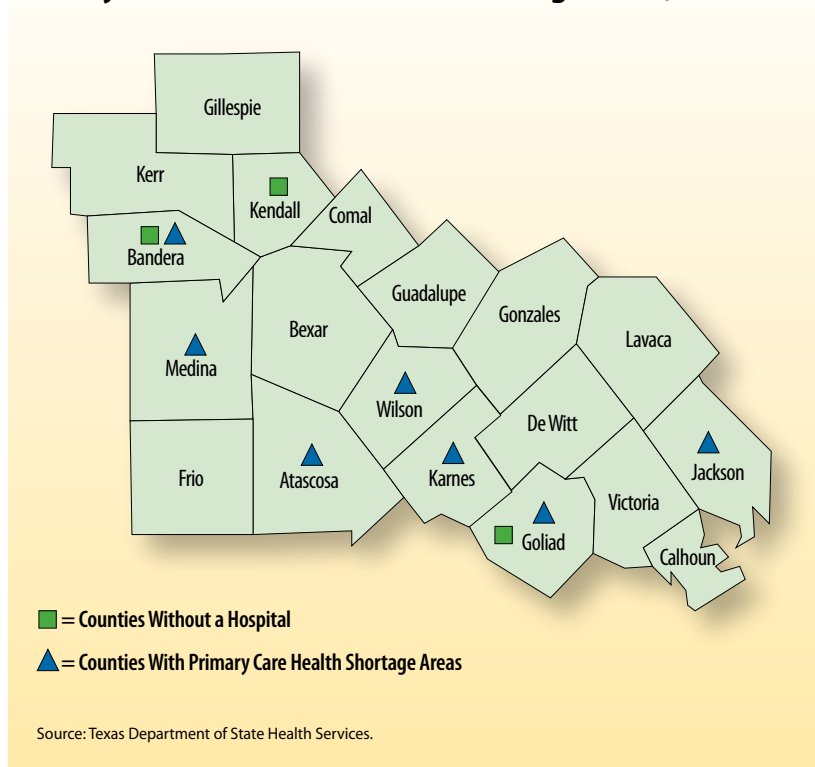 Gillespie
Kerr
Kendall
Comal
Bandera
Guadalupe
Gonzales
Bexar
Lavaca
Medina
Wilson
De Witt
Frio
Atascosa
Karnes
Jackson
Victoria
Goliad
Calhoun
= Counties Without a Hospital
= Counties With Primary Care Health Shortage Areas
Source: Texas Department of State Health Services.